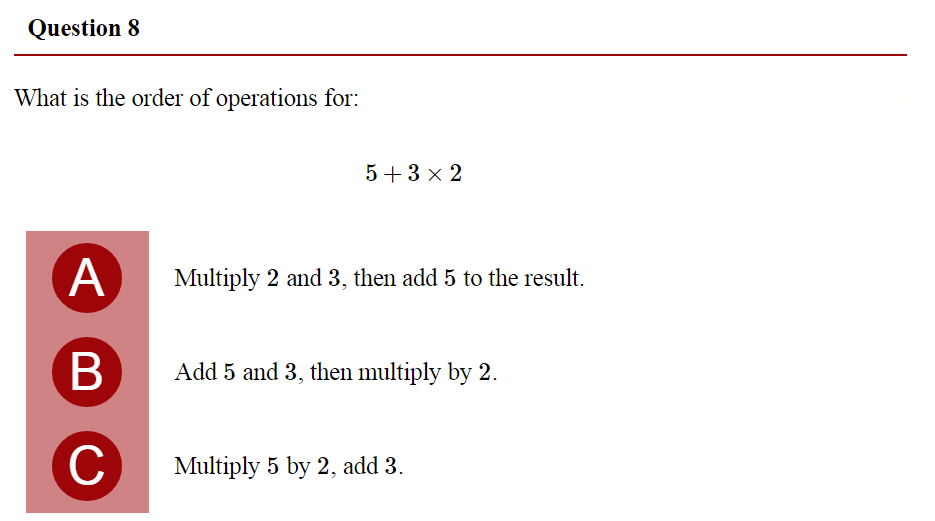 Question 8
What is the order of operations for:
5 + 3 × 2
A Multiply 2 and 3, then add 5 to the result.
B Add 5 and 3, then multiply by 2.
C Multiply 5 by 2, add 3.